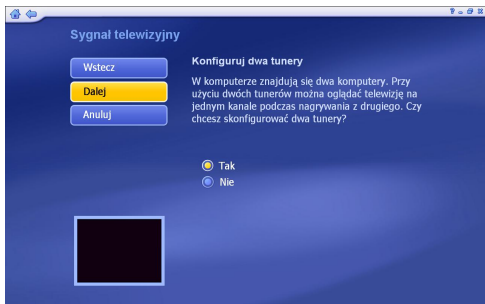 Sygnał telewizyjny
Wstecz
Dalej
Anuluj
Konfiguruj dwa tunery
W komputerze znajdują się dwa komputery. Przy
użyciu dwóch tunerów można oglądać telewizję na
jednym kanale podczas nagrywania z drugiego. Czy
chcesz skonfigurować dwa tunery?
Tak
Nie